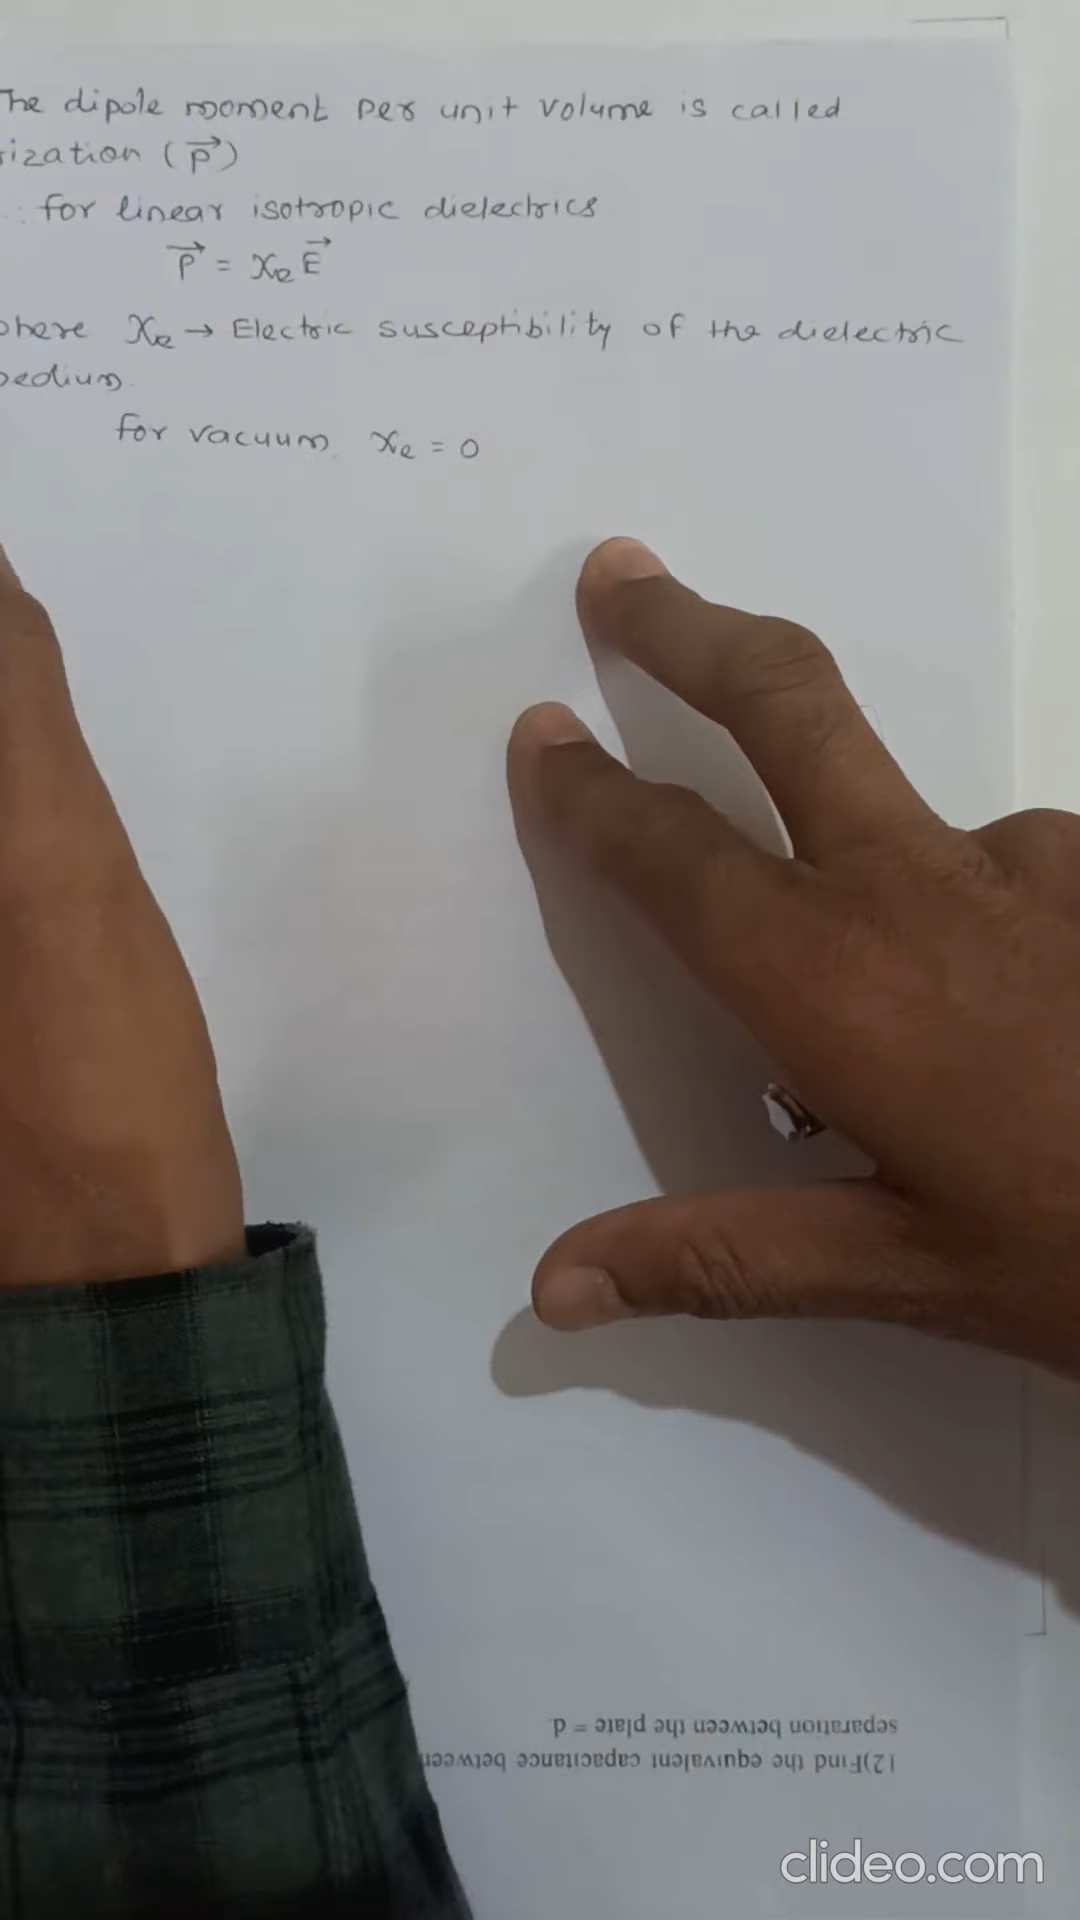 The dipole moment per unit volume is called
rization (P⃗)
∴ for linear isotropic dielectrics
P⃗ = χe E⃗
where χe → Electric susceptibility of the dielectric
medium.
for vacuum, χe = 0
12)Find the equivalent capacitance between
separation between the plate = d.
clideo.com